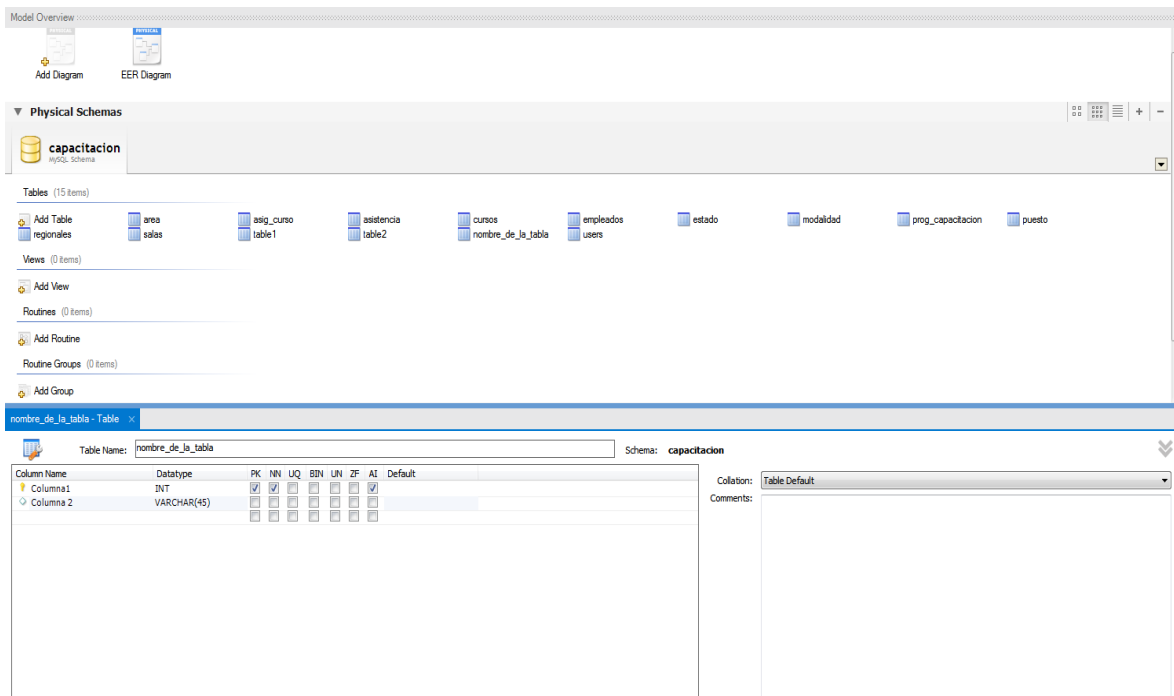 Model Overview
PHYSICAL PHYSICAL
Add Diagram EER Diagram
Physical Schemas
capacitacion
MySQL Schema
Tables (15 items)
Add Table area asig_curso asistencia cursos empleados estado modalidad prog_capacitacion puesto
regionales salas table1 table2 nombre_de_la_tabla users
Views (0 items)
Add View
Routines (0 items)
Add Routine
Routine Groups (0 items)
Add Group
nombre_de_la_tabla - Table
Table Name: nombre_de_la_tabla Schema: capacitacion
Column Name Datatype PK NN UQ BIN UN ZF AI Default
Columna1 INT
Columna 2 VARCHAR(45)
Collation: Table Default
Comments: